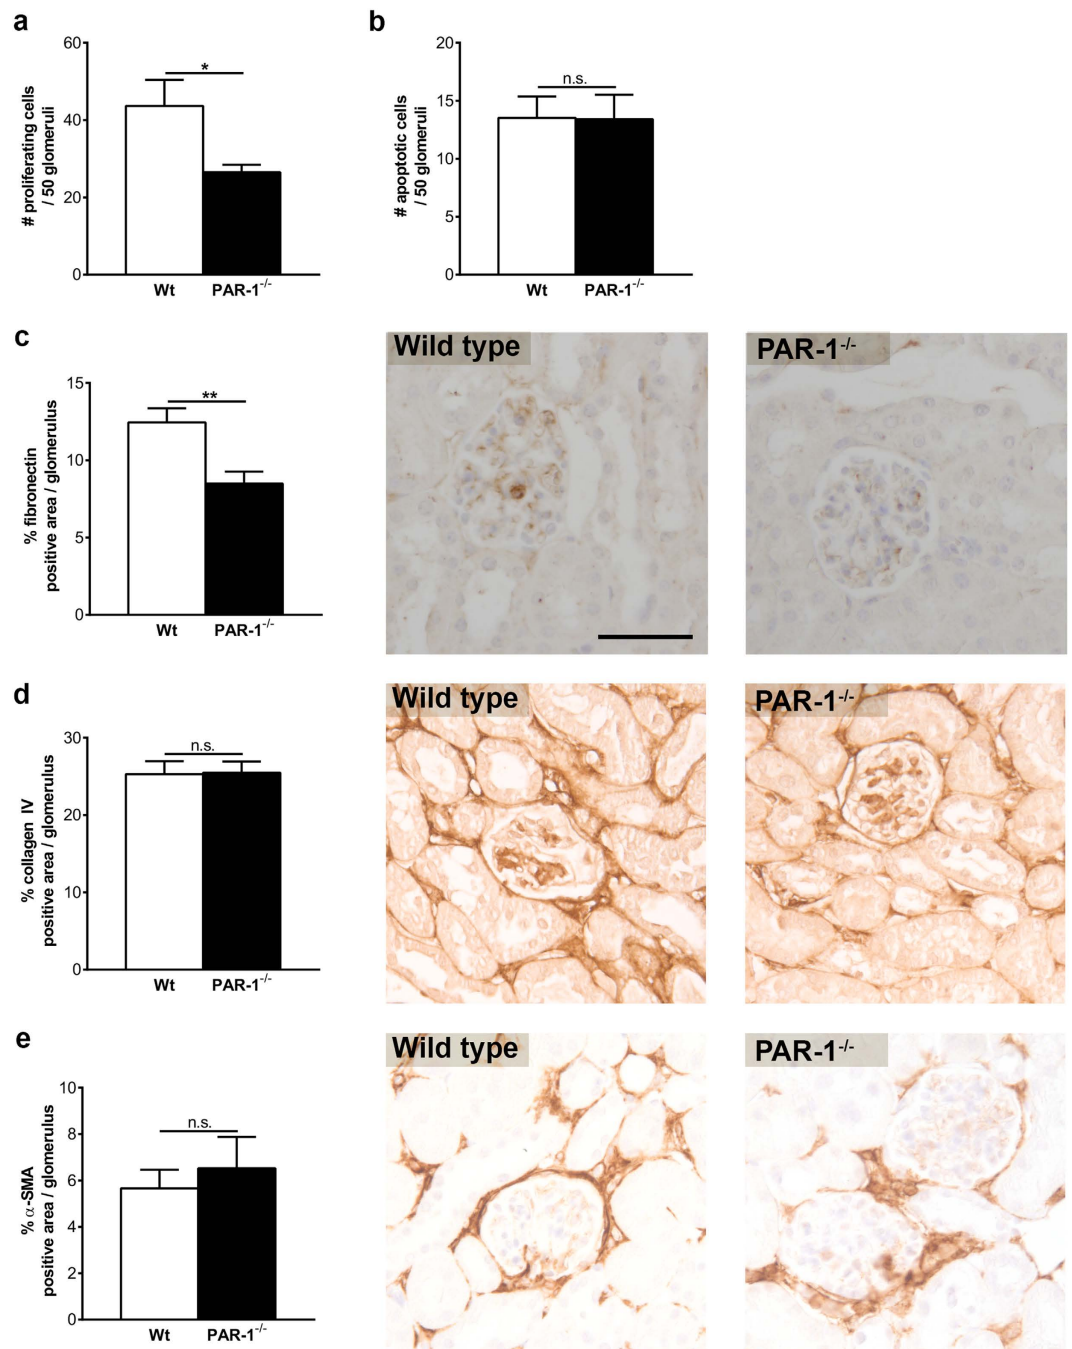 a
60
40
20
0
# proliferating cells
/ 50 glomeruli
*
Wt
PAR-1-/-
b
20
15
10
5
0
# apoptotic cells
/ 50 glomeruli
n.s.
Wt
PAR-1-/-
c
15
10
5
0
% fibronectin
positive area / glomerulus
**
Wt
PAR-1-/-
Wild type
PAR-1-/-
d
30
20
10
0
% collagen IV
positive area / glomerulus
n.s.
Wt
PAR-1-/-
Wild type
PAR-1-/-
e
10
8
6
4
2
0
% α-SMA
positive area / glomerulus
n.s.
Wt
PAR-1-/-
Wild type
PAR-1-/-